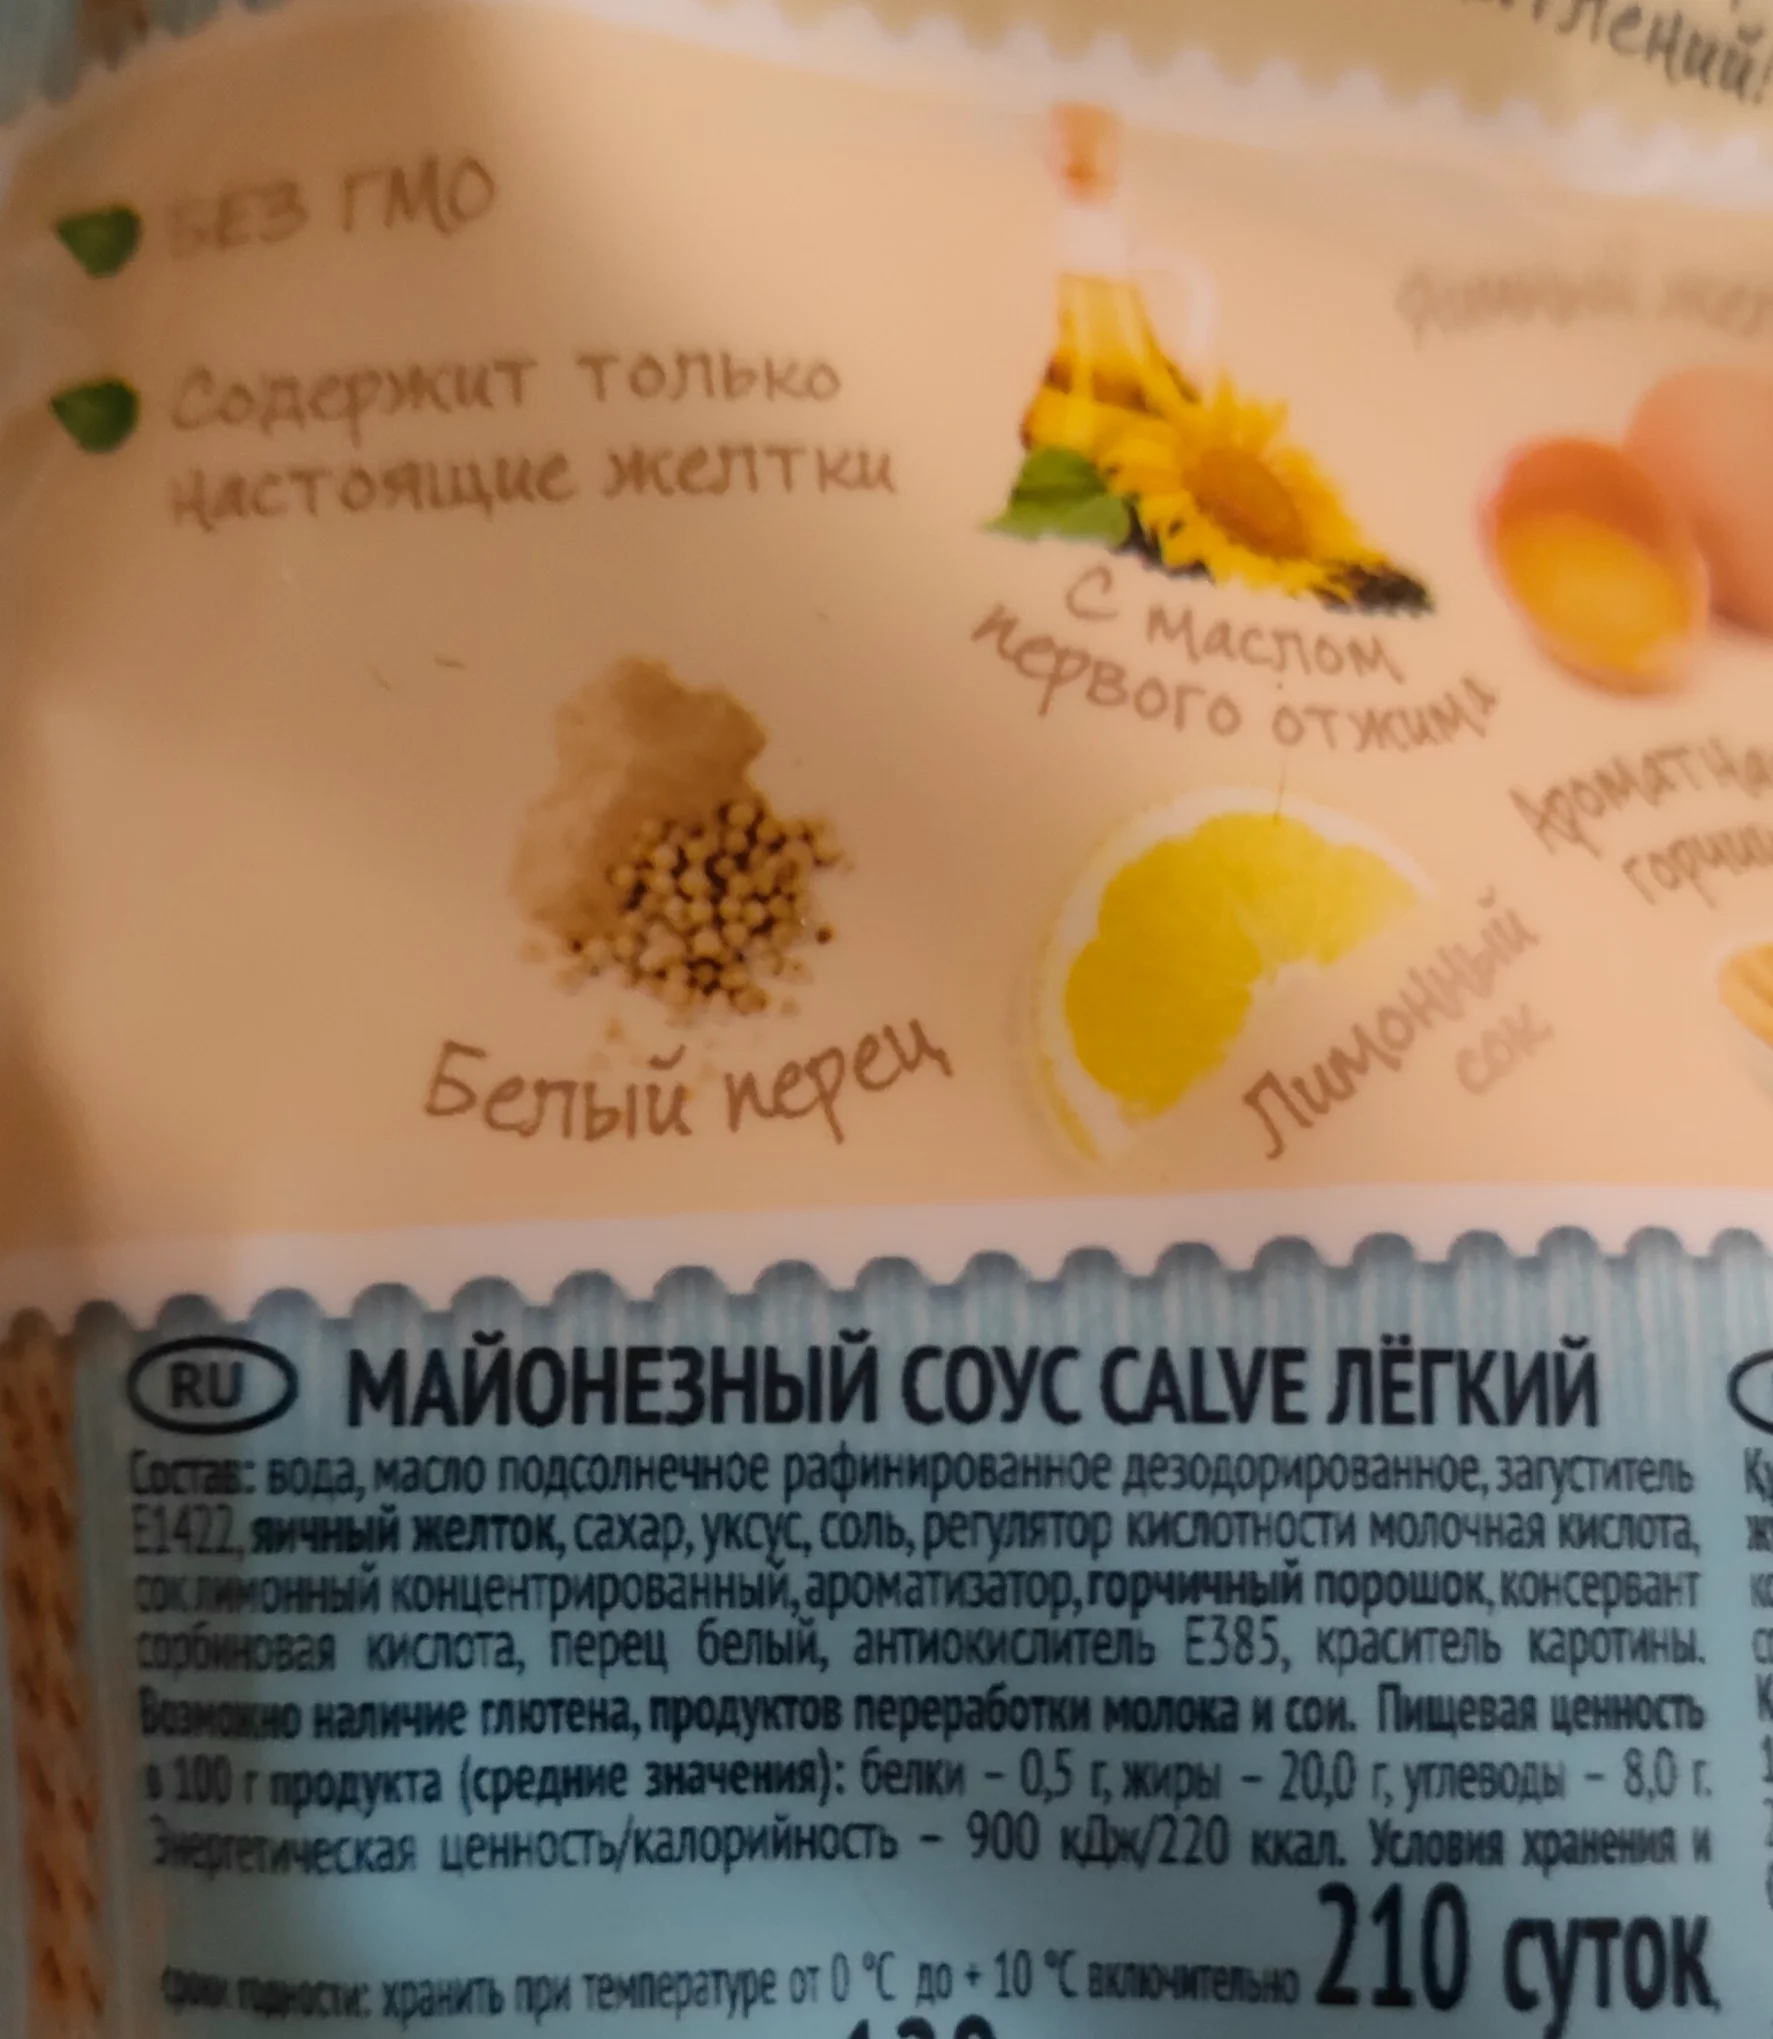 БЕЗ ГМО
Содержит только
настоящие желтки
С маслом
первого отжима
Белый перец
Лимонный
сок
RU МАЙОНЕЗНЫЙ СОУС CALVE ЛЁГКИЙ
Состав: вода, масло подсолнечное рафинированное дезодорированное, загуститель
Е1422, яичный желток, сахар, уксус, соль, регулятор кислотности молочная кислота,
сок лимонный концентрированный, ароматизатор, горчичный порошок, консервант
сорбиновая кислота, перец белый, антиокислитель Е385, краситель каротины.
Возможно наличие глютена, продуктов переработки молока и сои. Пищевая ценность
в 100 г продукта (средние значения): белки – 0,5 г, жиры – 20,0 г, углеводы – 8,0 г.
Энергетическая ценность/калорийность – 900 кДж/220 ккал. Условия хранения и
сроки годности: хранить при температуре от 0 °С до + 10 °С включительно 210 суток,